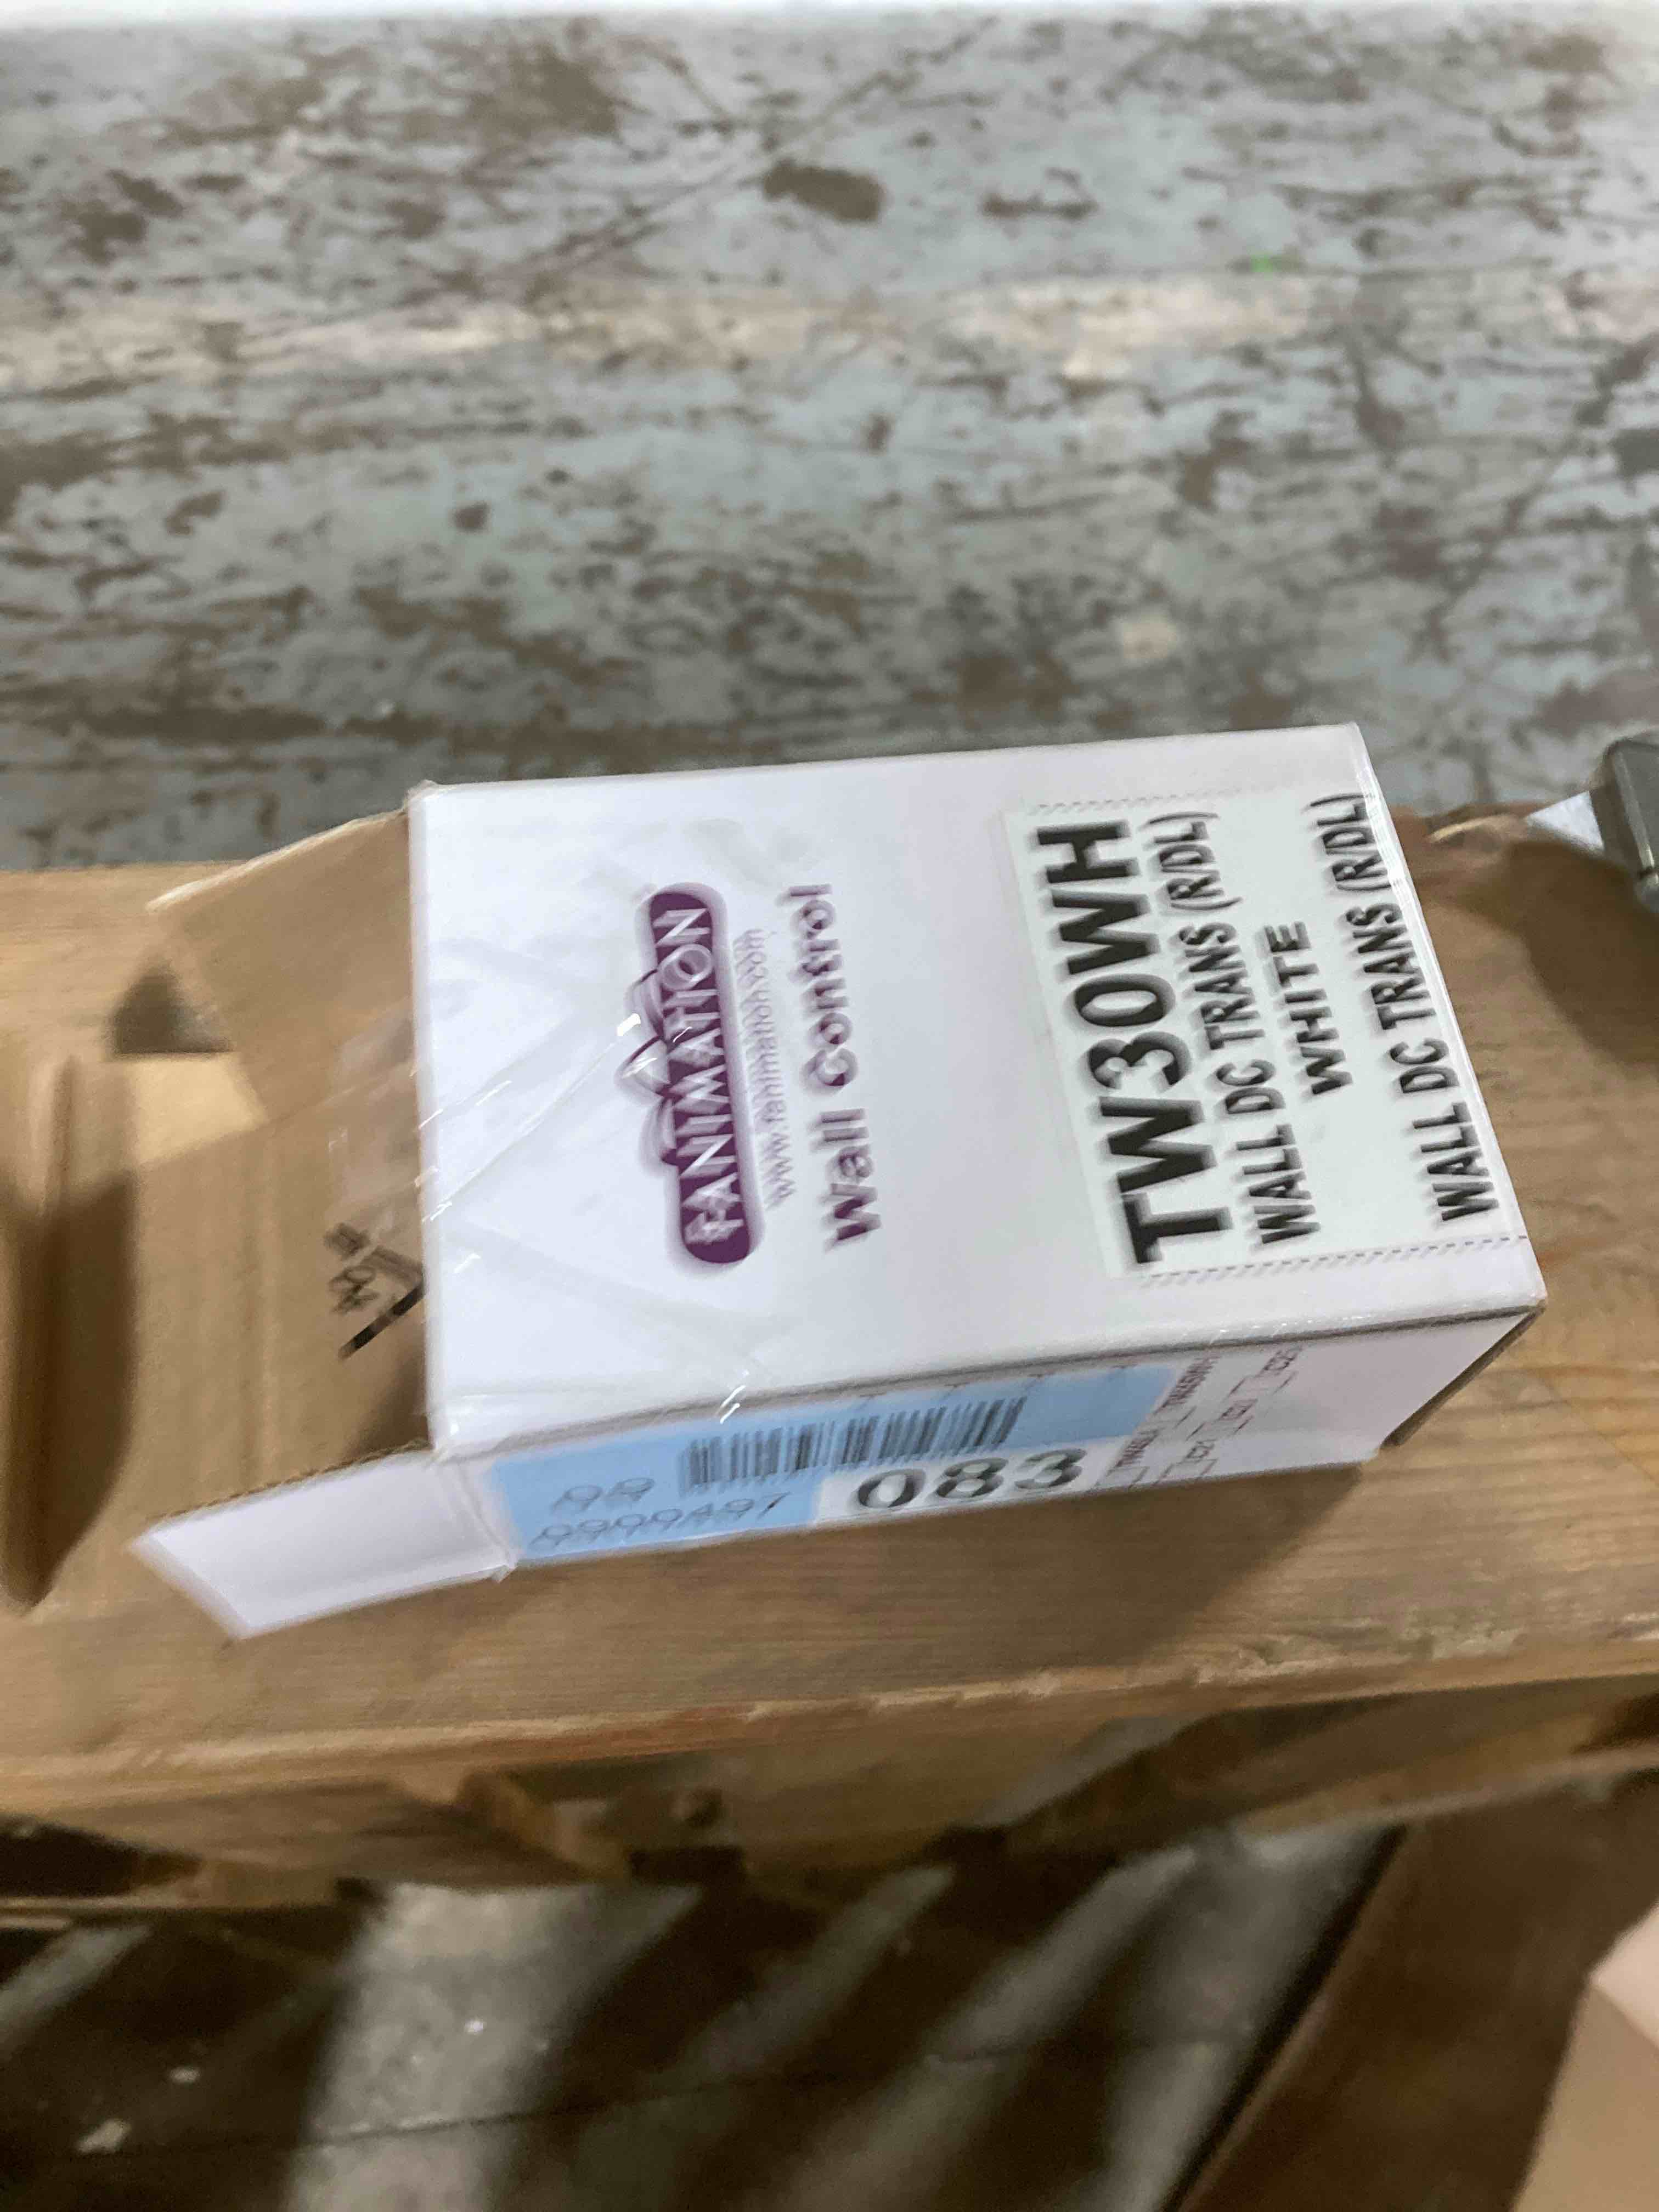 FANIMATION
www.fanimation.com
Wall Control
TW30WH
WALL DC TRANS (R/DL)
WHITE
WALL DC TRANS (R/DL)
083